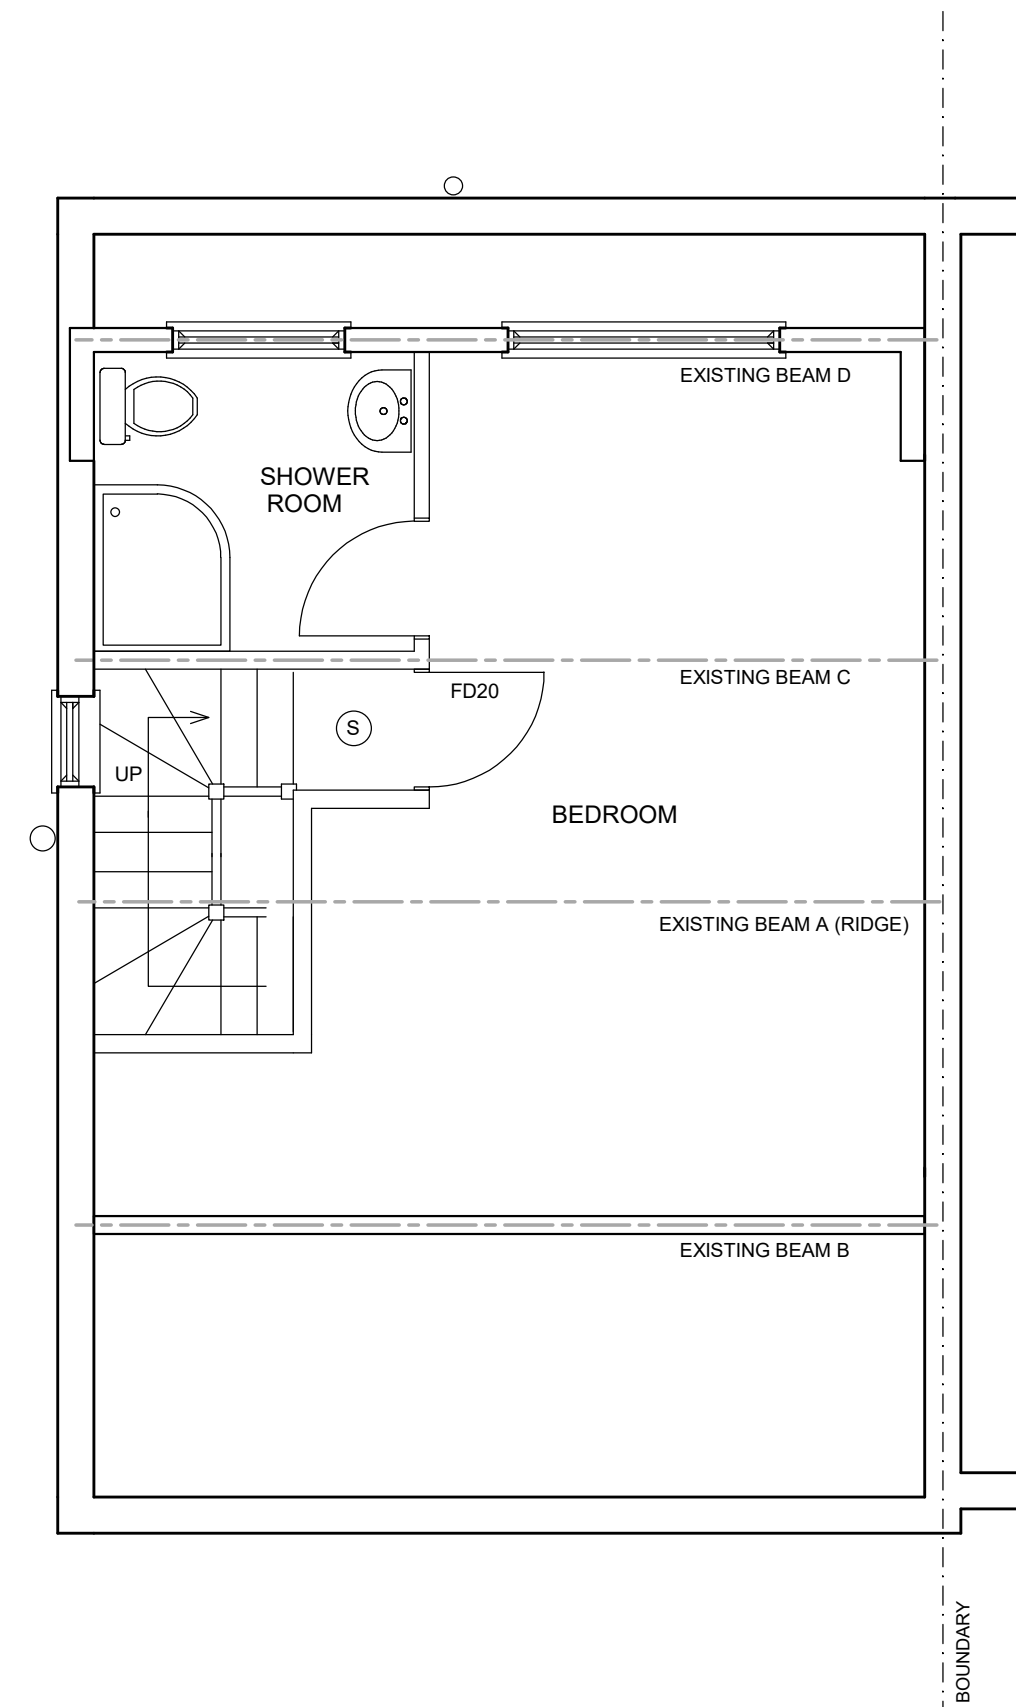 EXISTING BEAM D
SHOWER
ROOM
EXISTING BEAM C
FD20
S
UP
BEDROOM
EXISTING BEAM A (RIDGE)
EXISTING BEAM B
BOUNDARY